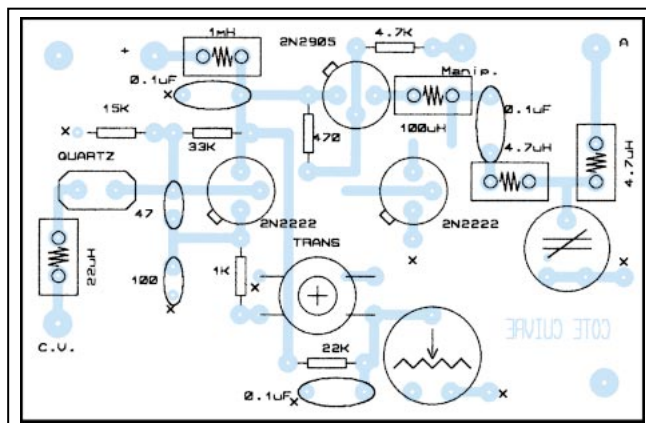 1mH
2N2905
4.7K
+
A
0.1uF
Manip.
X
15K
0.1uF
X
33K
470
100uH
QUARTZ
4.7uH
4.7uH
47
2N2222
2N2222
TRANS
X
X
22uH
100
1K
X
X
COTE CUIVRE
C.V.
22K
0.1uF
X
X